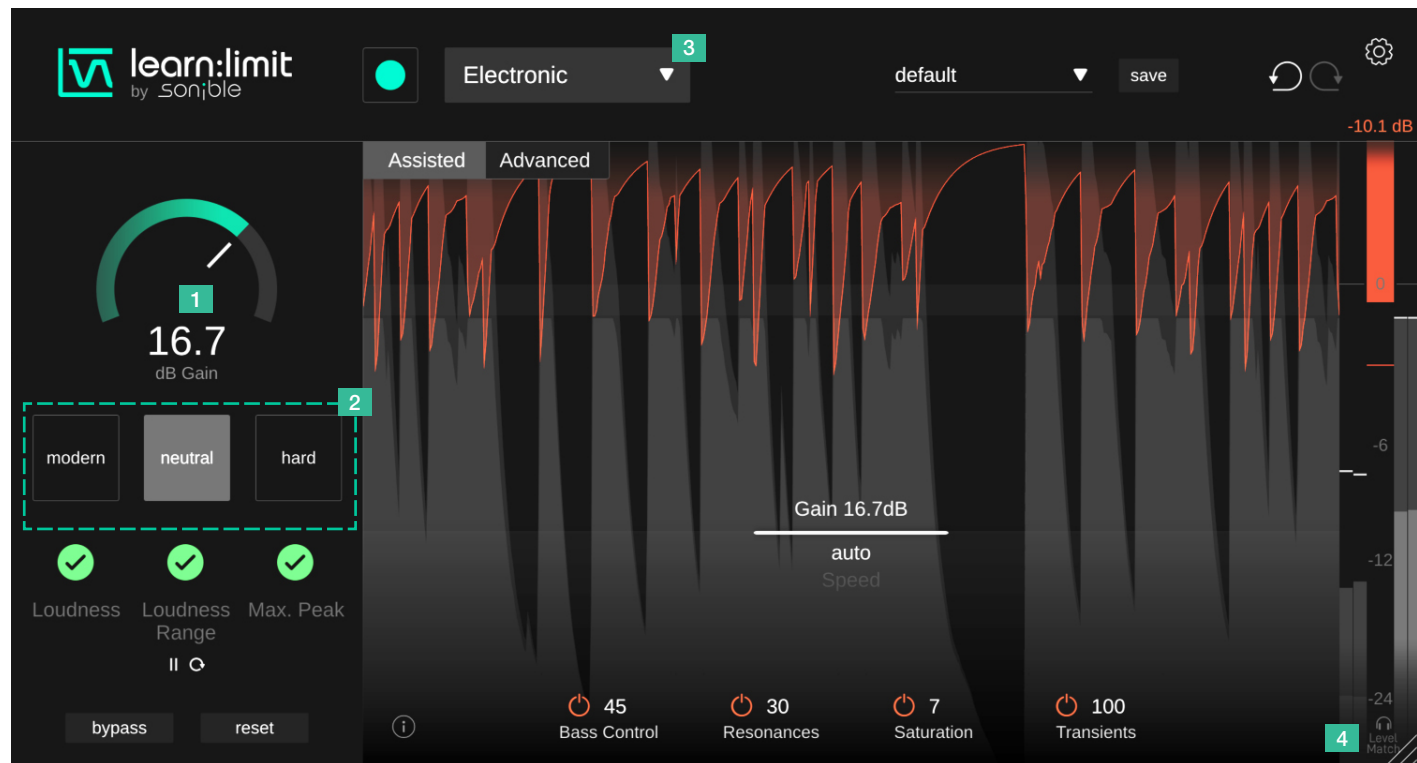 learn:limit
by sonible
Electronic
3
default
save
-10.1 dB
Assisted
Advanced
1
16.7
dB Gain
2
modern
neutral
hard
Loudness
Loudness
Range
Max. Peak
bypass
reset
Gain 16.7dB
auto
Speed
45
Bass Control
30
Resonances
7
Saturation
100
Transients
0
-6
-12
-24
4
Level
Match